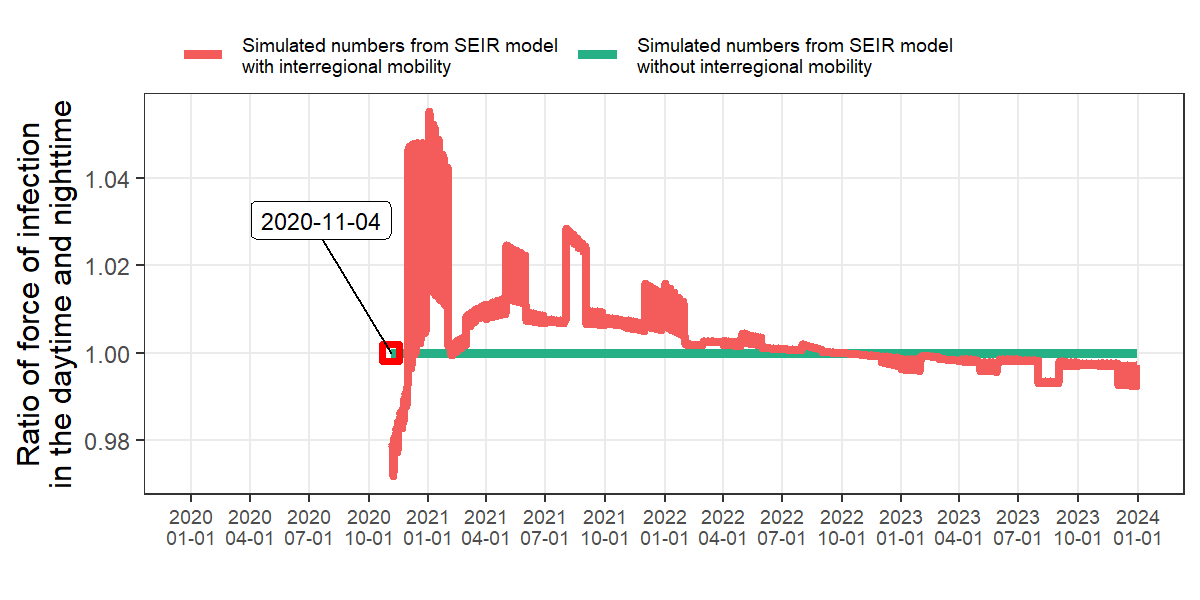 Simulated numbers from SEIR model
with interregional mobility
Simulated numbers from SEIR model
without interregional mobility
Ratio of force of infection
in the daytime and nighttime
1.04
1.02
1.00
0.98
2020-11-04
2020 2020 2020 2020 2021 2021 2021 2021 2022 2022 2022 2022 2023 2023 2023 2023 2024
01-01 04-01 07-01 10-01 01-01 04-01 07-01 10-01 01-01 04-01 07-01 10-01 01-01 04-01 07-01 10-01 01-01